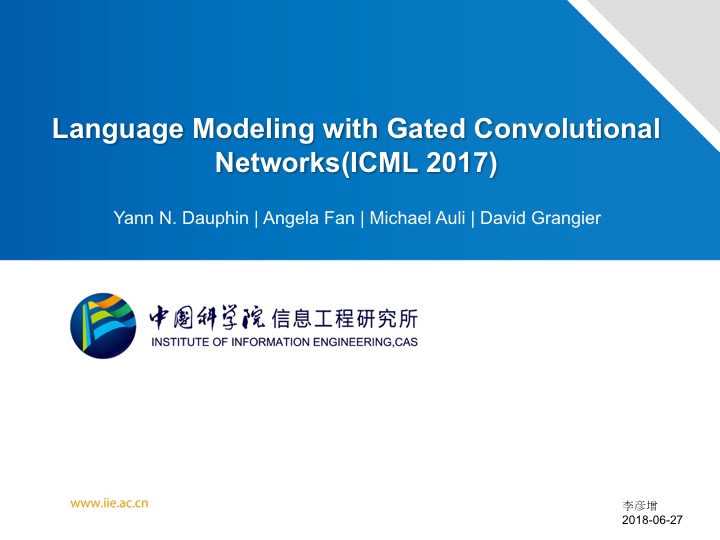 Language Modeling with Gated Convolutional
Networks(ICML 2017)
Yann N. Dauphin | Angela Fan | Michael Auli | David Grangier
中国科学院 信息工程研究所
INSTITUTE OF INFORMATION ENGINEERING,CAS
www.iie.ac.cn
李彦增
2018-06-27